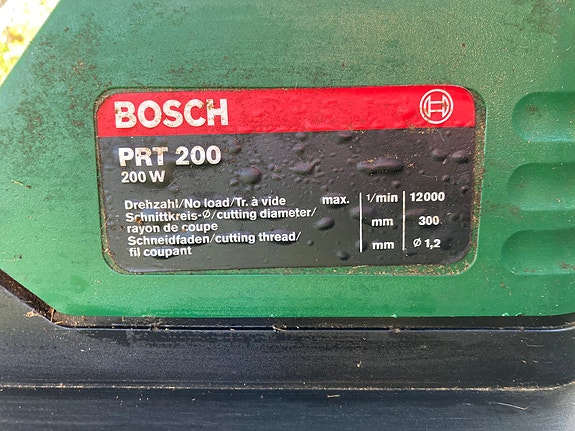 BOSCH
PRT 200
200 W
Drehzahl/No load/Tr. à vide max. 1/min 12000
Schnittkreis-Ø/cutting diameter/
rayon de coupe mm 300
Schneidfaden/cutting thread/
fil coupant mm Ø 1,2